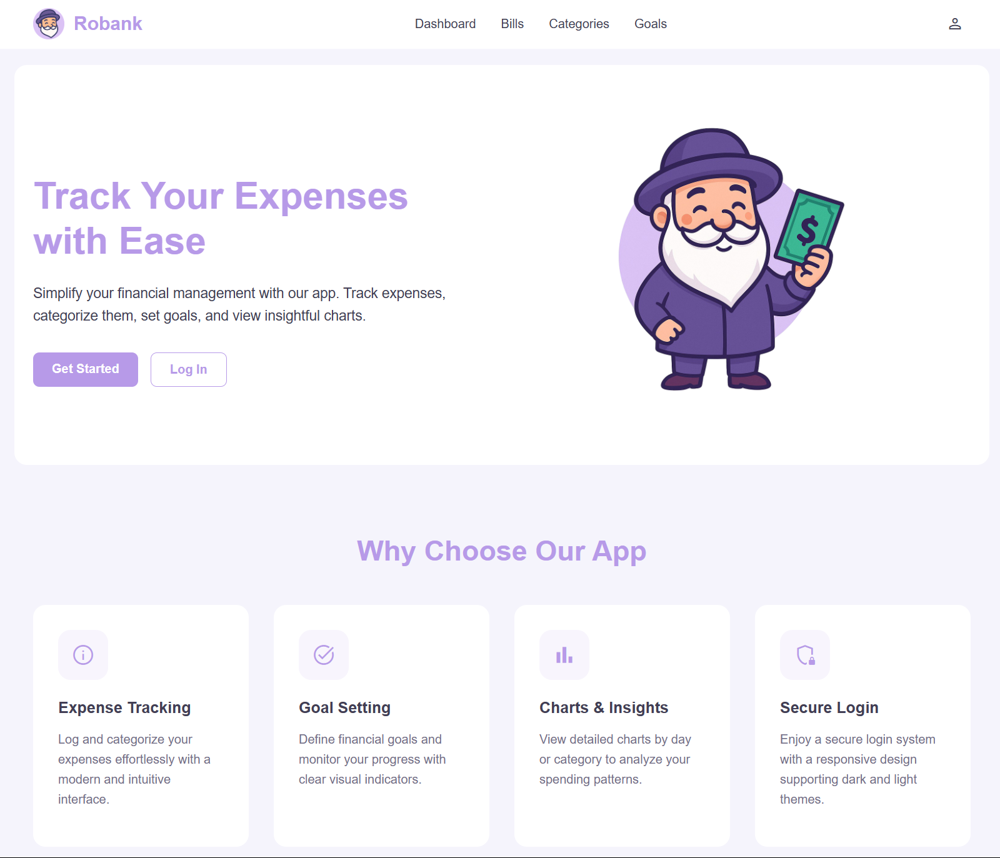 Robank
Dashboard
Bills
Categories
Goals
Track Your Expenses
with Ease
$
Simplify your financial management with our app. Track expenses,
categorize them, set goals, and view insightful charts.
Get Started
Log In
Why Choose Our App
Expense Tracking
Log and categorize your
expenses effortlessly with a
modern and intuitive
interface.
Goal Setting
Define financial goals and
monitor your progress with
clear visual indicators.
Charts & Insights
View detailed charts by day
or category to analyze your
spending patterns.
Secure Login
Enjoy a secure login system
with a responsive design
supporting dark and light
themes.